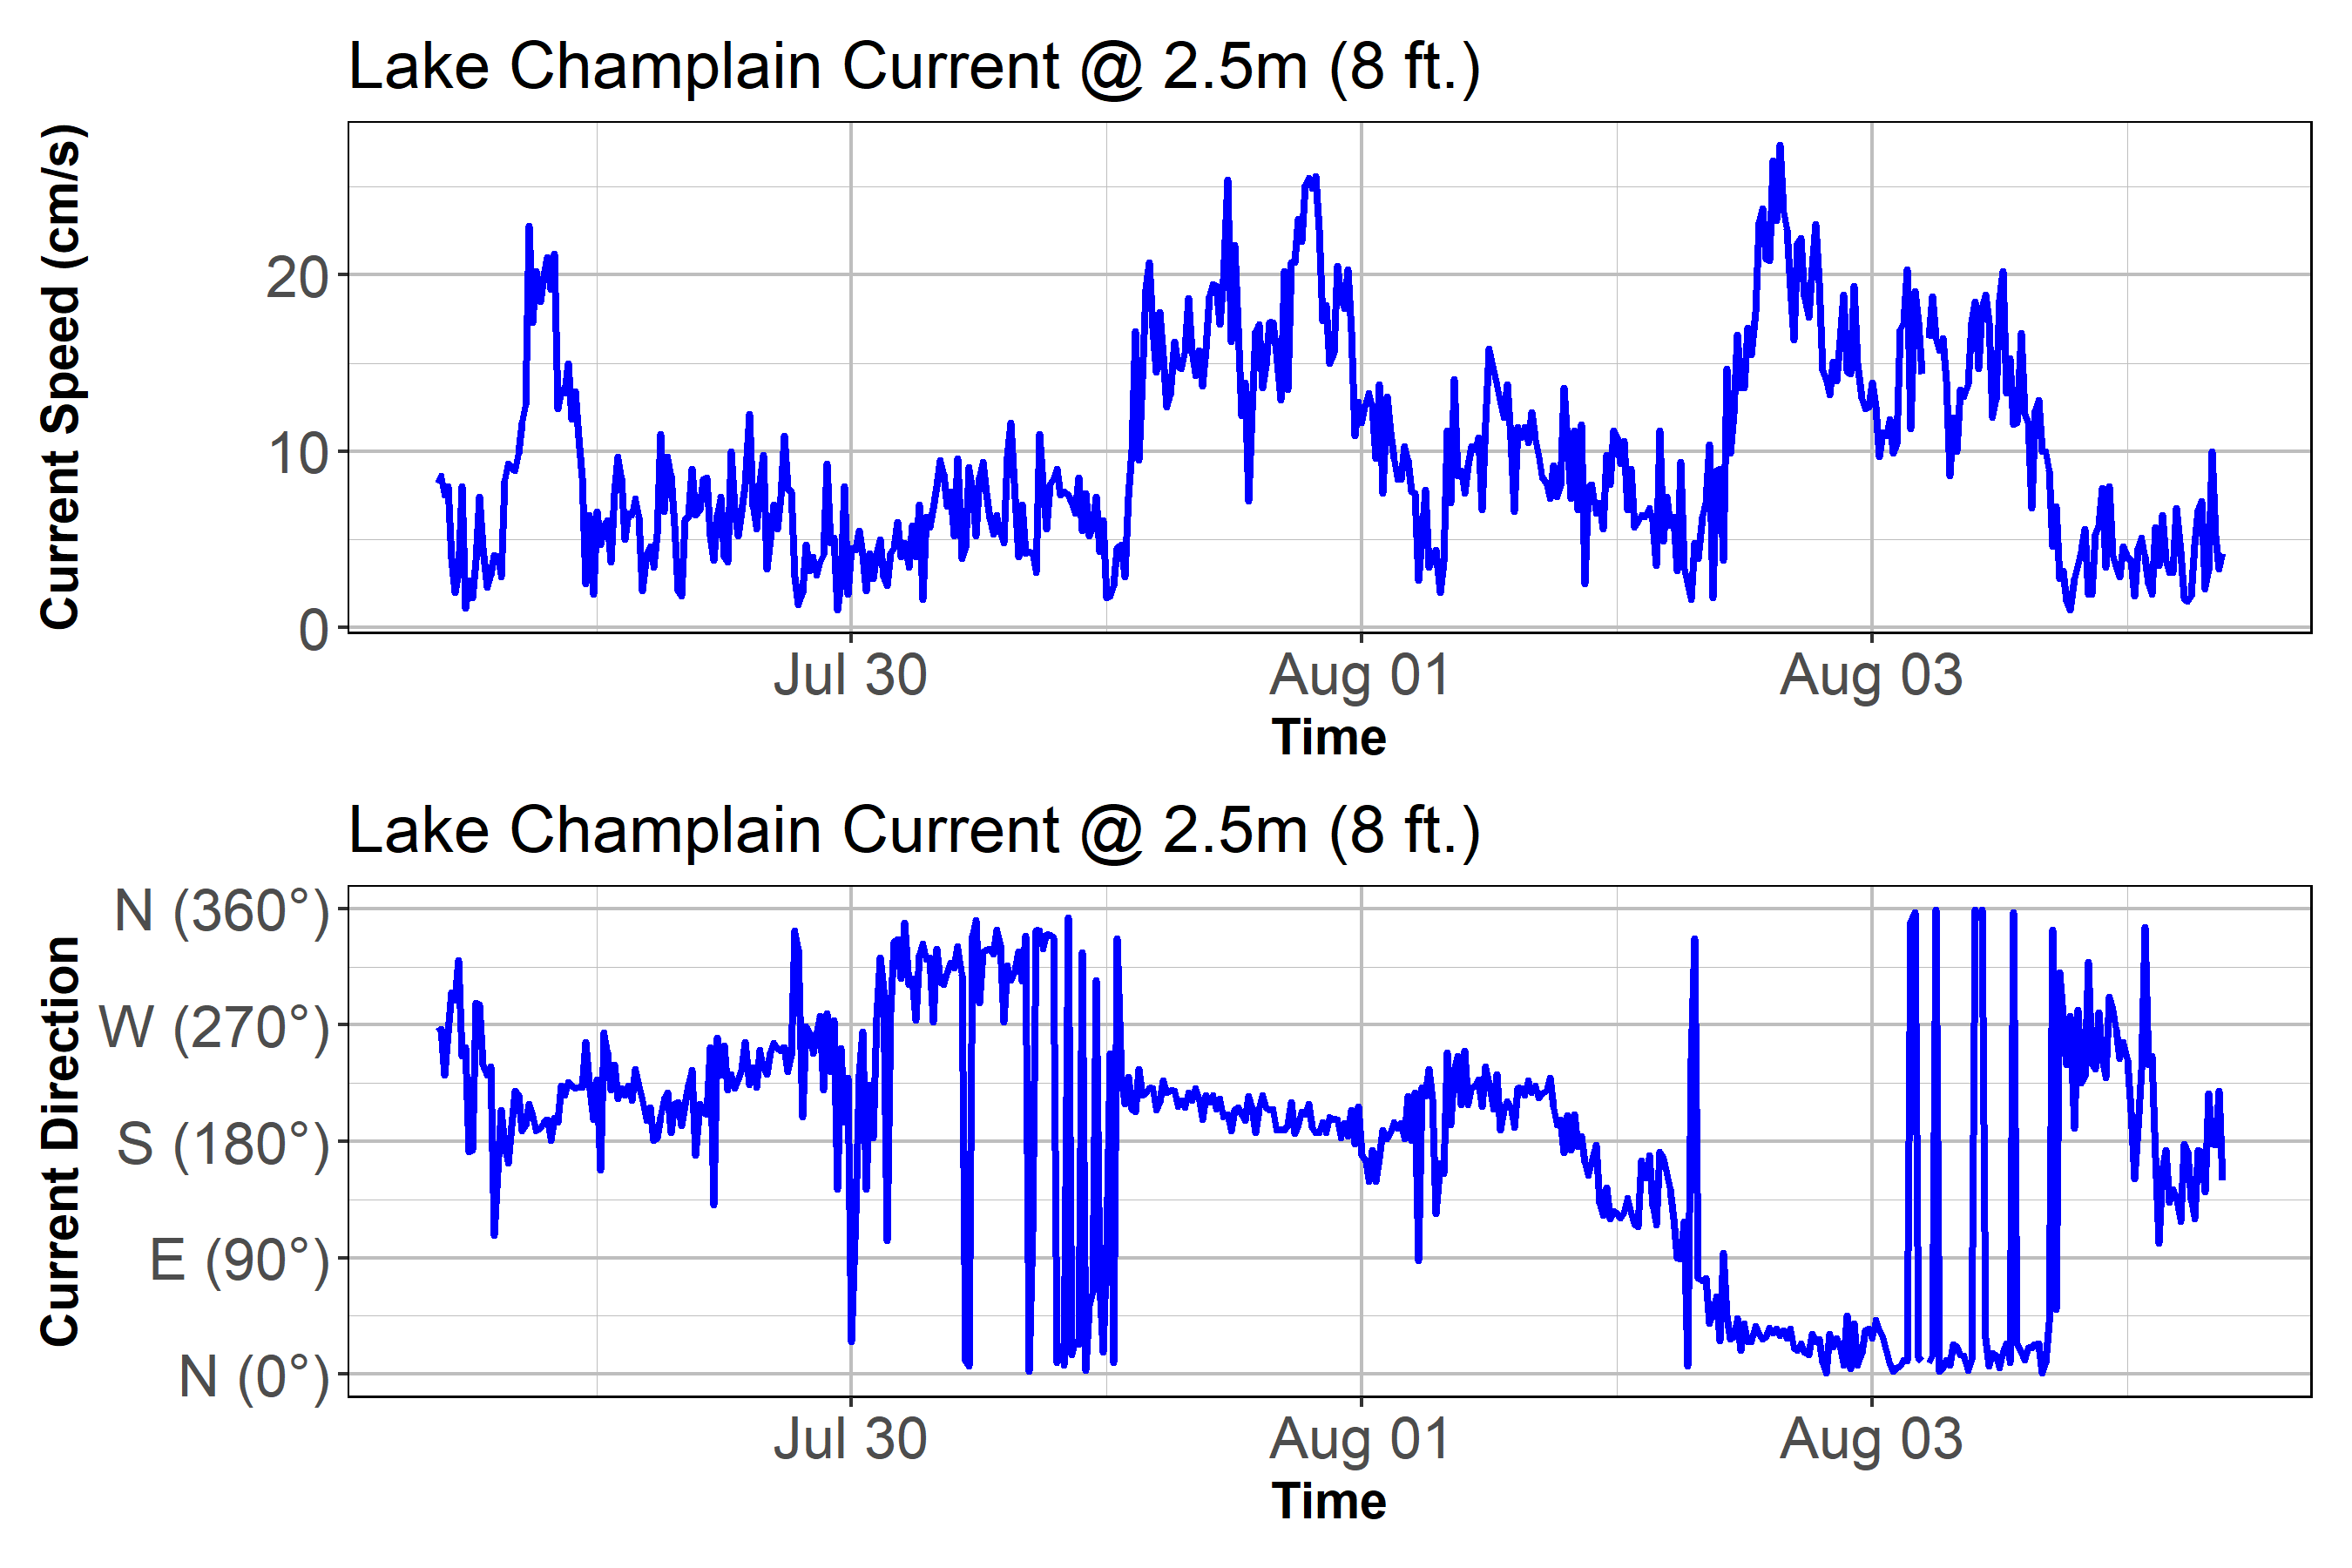 Lake Champlain Current @ 2.5m (8 ft.)
Current Speed (cm/s)
20
10
0
Jul 30 Aug 01 Aug 03
Time
Lake Champlain Current @ 2.5m (8 ft.)
Current Direction
N (360°)
W (270°)
S (180°)
E (90°)
N (0°)
Jul 30 Aug 01 Aug 03
Time